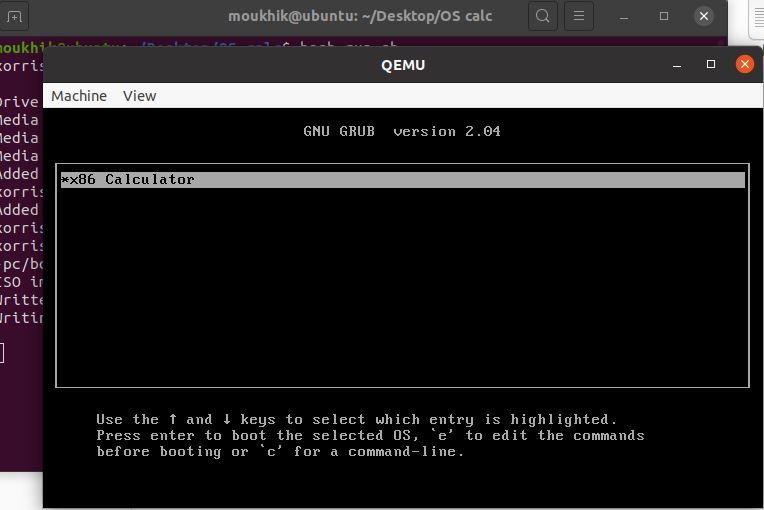 moukhik@ubuntu: ~/Desktop/OS calc
moukhik@ubuntu:~/Desktop/OS calc$ bash run.sh
QEMU
Machine View
GNU GRUB version 2.04
*x86 Calculator
Use the ↑ and ↓ keys to select which entry is highlighted.
Press enter to boot the selected OS, `e' to edit the commands
before booting or `c' for a command-line.
xorris
Drive
Media
Media
Media
Added
xorris
Added
xorris
xorris
-pc/bo
ISO im
Writte
Writin